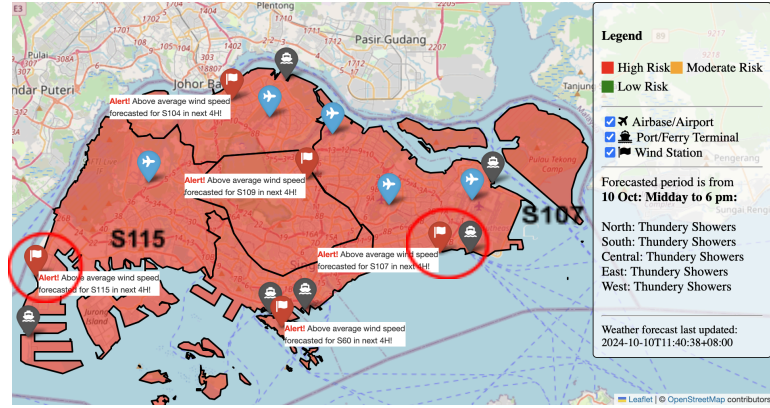 Plentong
Pasir Gudang
Pulai
Iskandar Puteri
Johor Ba
Alert! Above average wind speed
forecasted for S104 in next 4H!
Alert! Above average wind speed
forecasted for S109 in next 4H!
Pulau Tekong
Camp
S107
S115
Alert! Above average wind speed
forecasted for S107 in next 4H!
Alert! Above average wind speed
forecasted for S115 in next 4H!
Jurong
Island
Alert! Above average wind speed
forecasted for S60 in next 4H!
Legend
High Risk Moderate Risk
Low Risk
Airbase/Airport
Port/Ferry Terminal
Wind Station
Forecasted period is from
10 Oct: Midday to 6 pm:
North: Thundery Showers
South: Thundery Showers
Central: Thundery Showers
East: Thundery Showers
West: Thundery Showers
Weather forecast last updated:
2024-10-10T11:40:38+08:00
Leaflet | © OpenStreetMap contributors